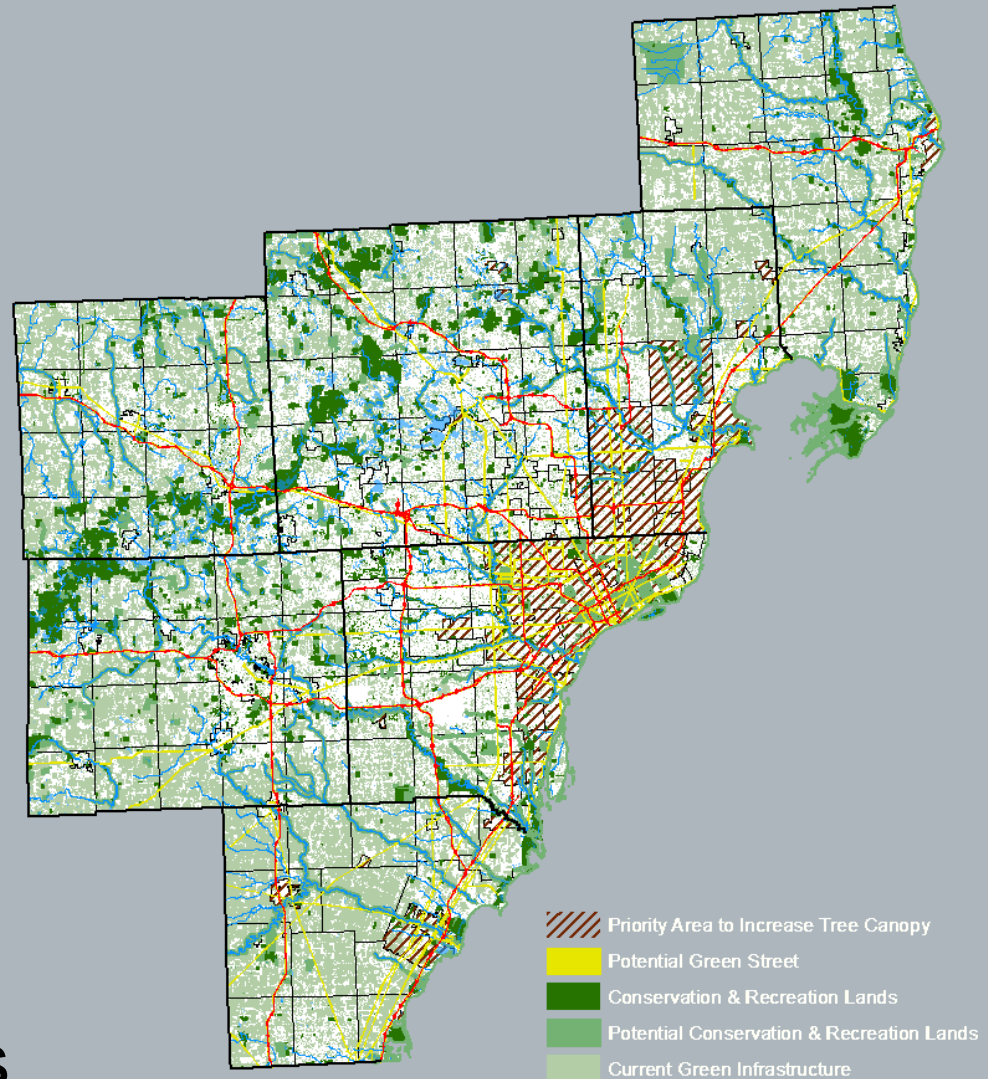 Priority Area to Increase Tree Canopy
Potential Green Street
Conservation & Recreation Lands
Potential Conservation & Recreation Lands
Current Green Infrastructure
s